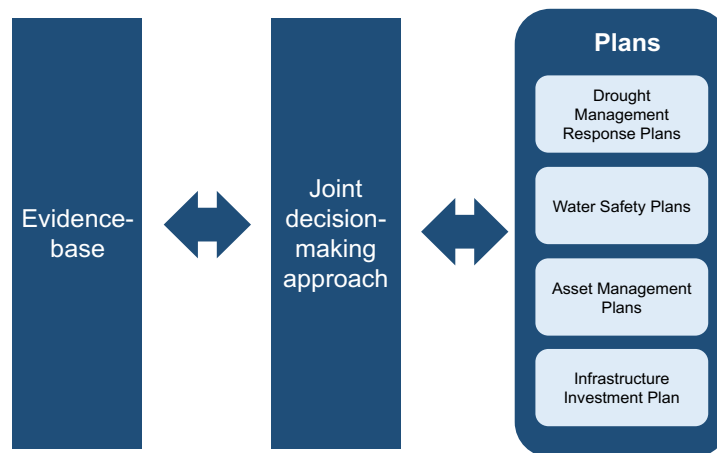 Evidence-
base
Joint
decision-
making
approach
Plans
Drought
Management
Response Plans
Water Safety Plans
Asset Management
Plans
Infrastructure
Investment Plan